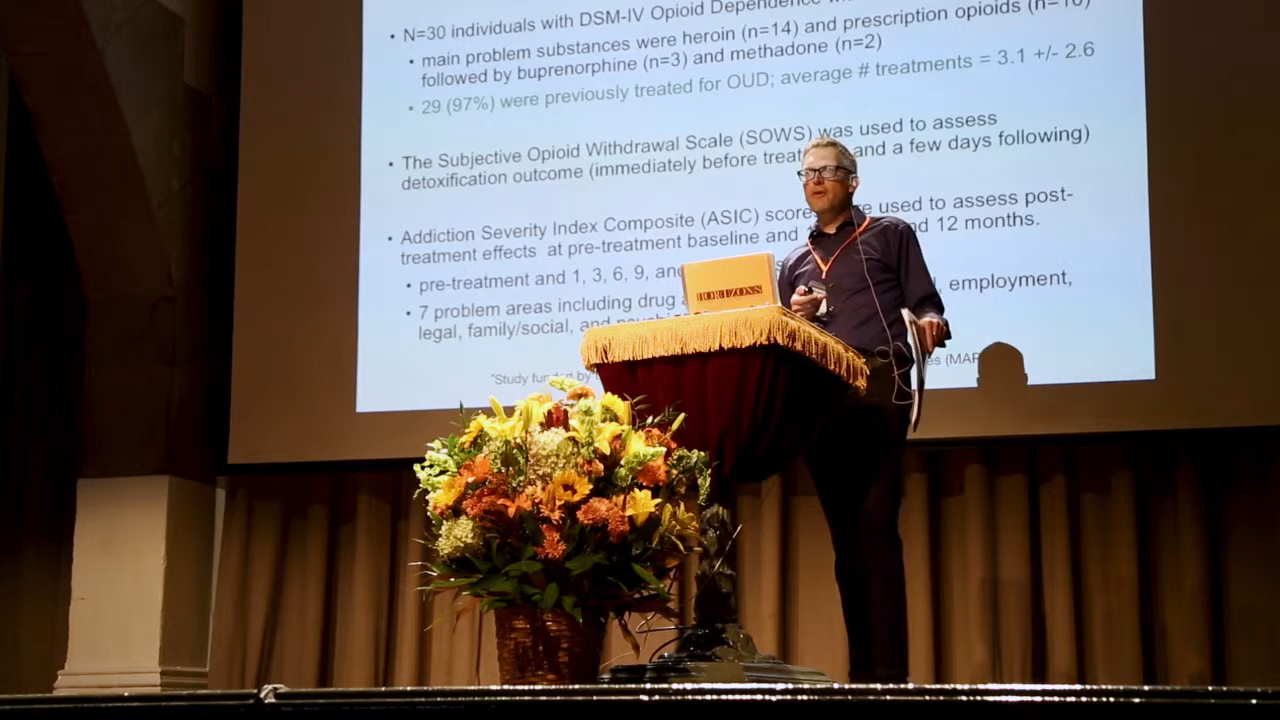 • N=30 individuals with DSM-IV Opioid Dependence
• main problem substances were heroin (n=14) and prescription opioids (n=10)
followed by buprenorphine (n=3) and methadone (n=2)
• 29 (97%) were previously treated for OUD; average # treatments = 3.1 +/- 2.6
• The Subjective Opioid Withdrawal Scale (SOWS) was used to assess
detoxification outcome (immediately before and a few days following)
• Addiction Severity Index Composite (ASIC) used to assess post-
treatment effects at pre-treatment baseline and 12 months.
• pre-treatment and 1, 3, 6, 9,
• 7 problem areas including drug employment,
legal, family/social,
*Study funded by
HORIZONS